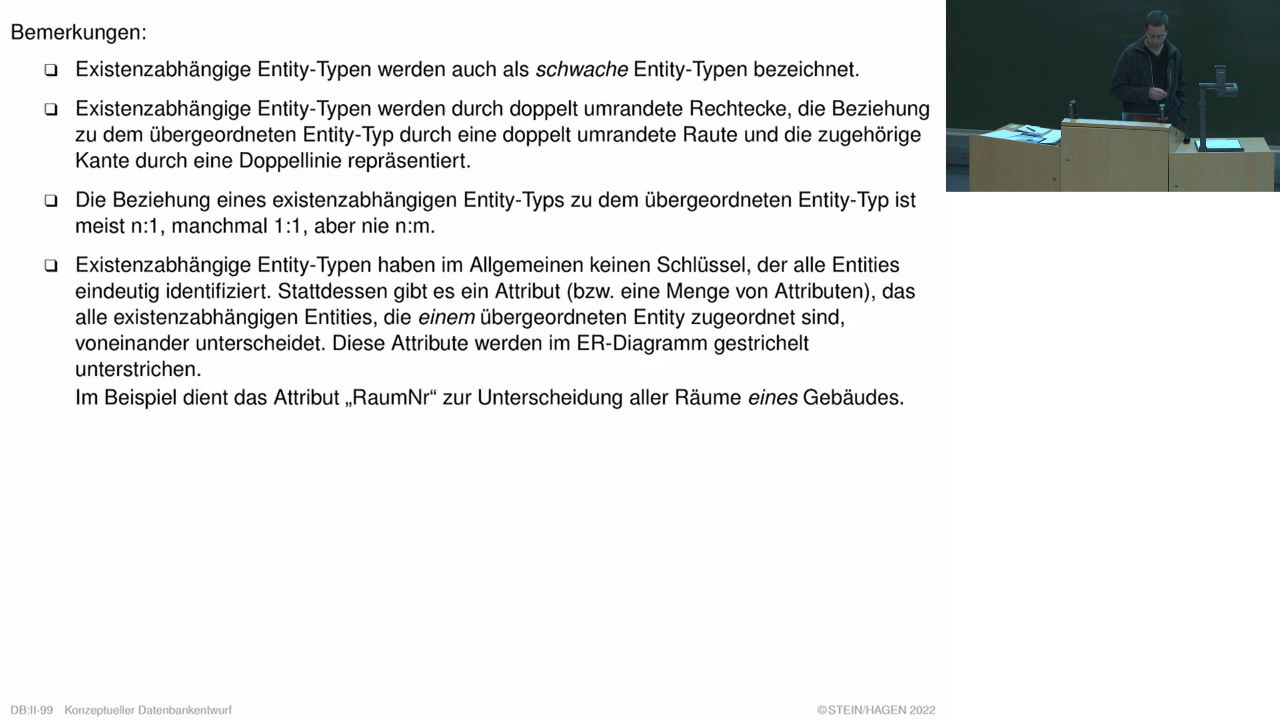 Bemerkungen:
❏ Existenzabhängige Entity-Typen werden auch als schwache Entity-Typen bezeichnet.
❏ Existenzabhängige Entity-Typen werden durch doppelt umrandete Rechtecke, die Beziehung
zu dem übergeordneten Entity-Typ durch eine doppelt umrandete Raute und die zugehörige
Kante durch eine Doppellinie repräsentiert.
❏ Die Beziehung eines existenzabhängigen Entity-Typs zu dem übergeordneten Entity-Typ ist
meist n:1, manchmal 1:1, aber nie n:m.
❏ Existenzabhängige Entity-Typen haben im Allgemeinen keinen Schlüssel, der alle Entities
eindeutig identifiziert. Stattdessen gibt es ein Attribut (bzw. eine Menge von Attributen), das
alle existenzabhängigen Entities, die einem übergeordneten Entity zugeordnet sind,
voneinander unterscheidet. Diese Attribute werden im ER-Diagramm gestrichelt
unterstrichen.
Im Beispiel dient das Attribut „RaumNr“ zur Unterscheidung aller Räume eines Gebäudes.
DB:II-99 Konzeptueller Datenbankentwurf
©STEIN/HAGEN 2022